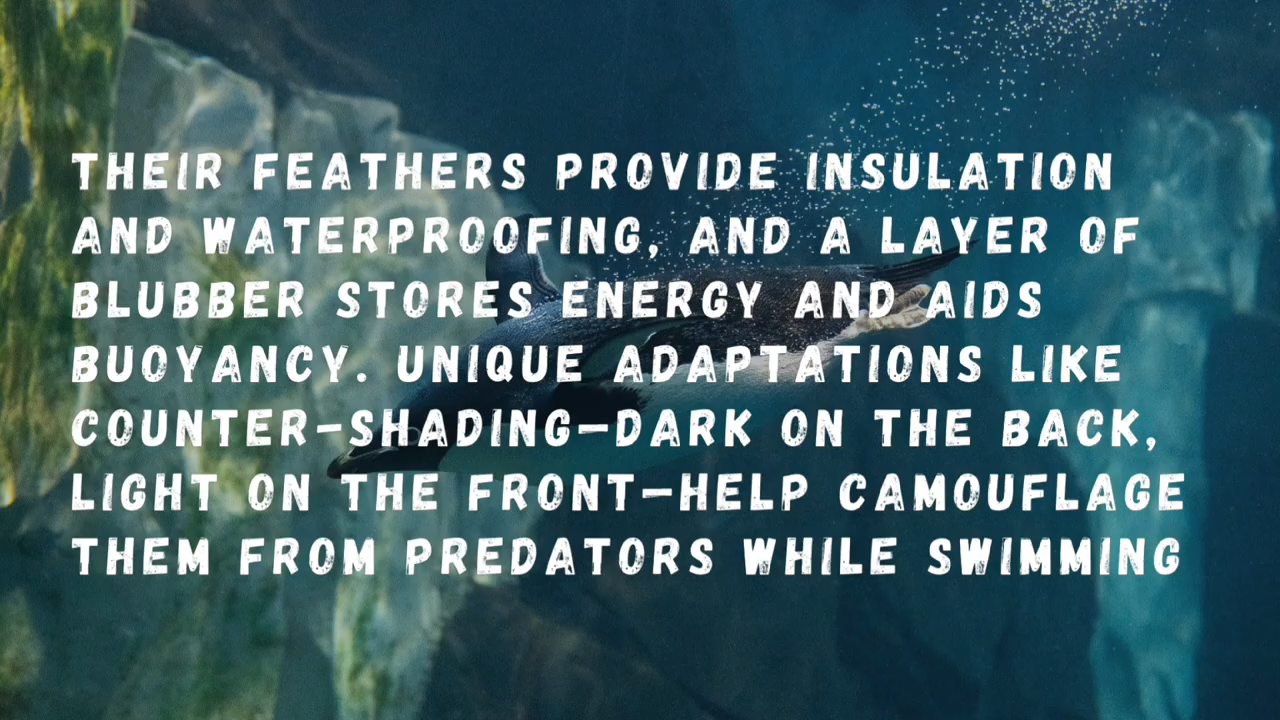 THEIR FEATHERS PROVIDE INSULATION
AND WATERPROOFING, AND A LAYER OF
BLUBBER STORES ENERGY AND AIDS
BUOYANCY. UNIQUE ADAPTATIONS LIKE
COUNTER-SHADING—DARK ON THE BACK,
LIGHT ON THE FRONT—HELP CAMOUFLAGE
THEM FROM PREDATORS WHILE SWIMMING